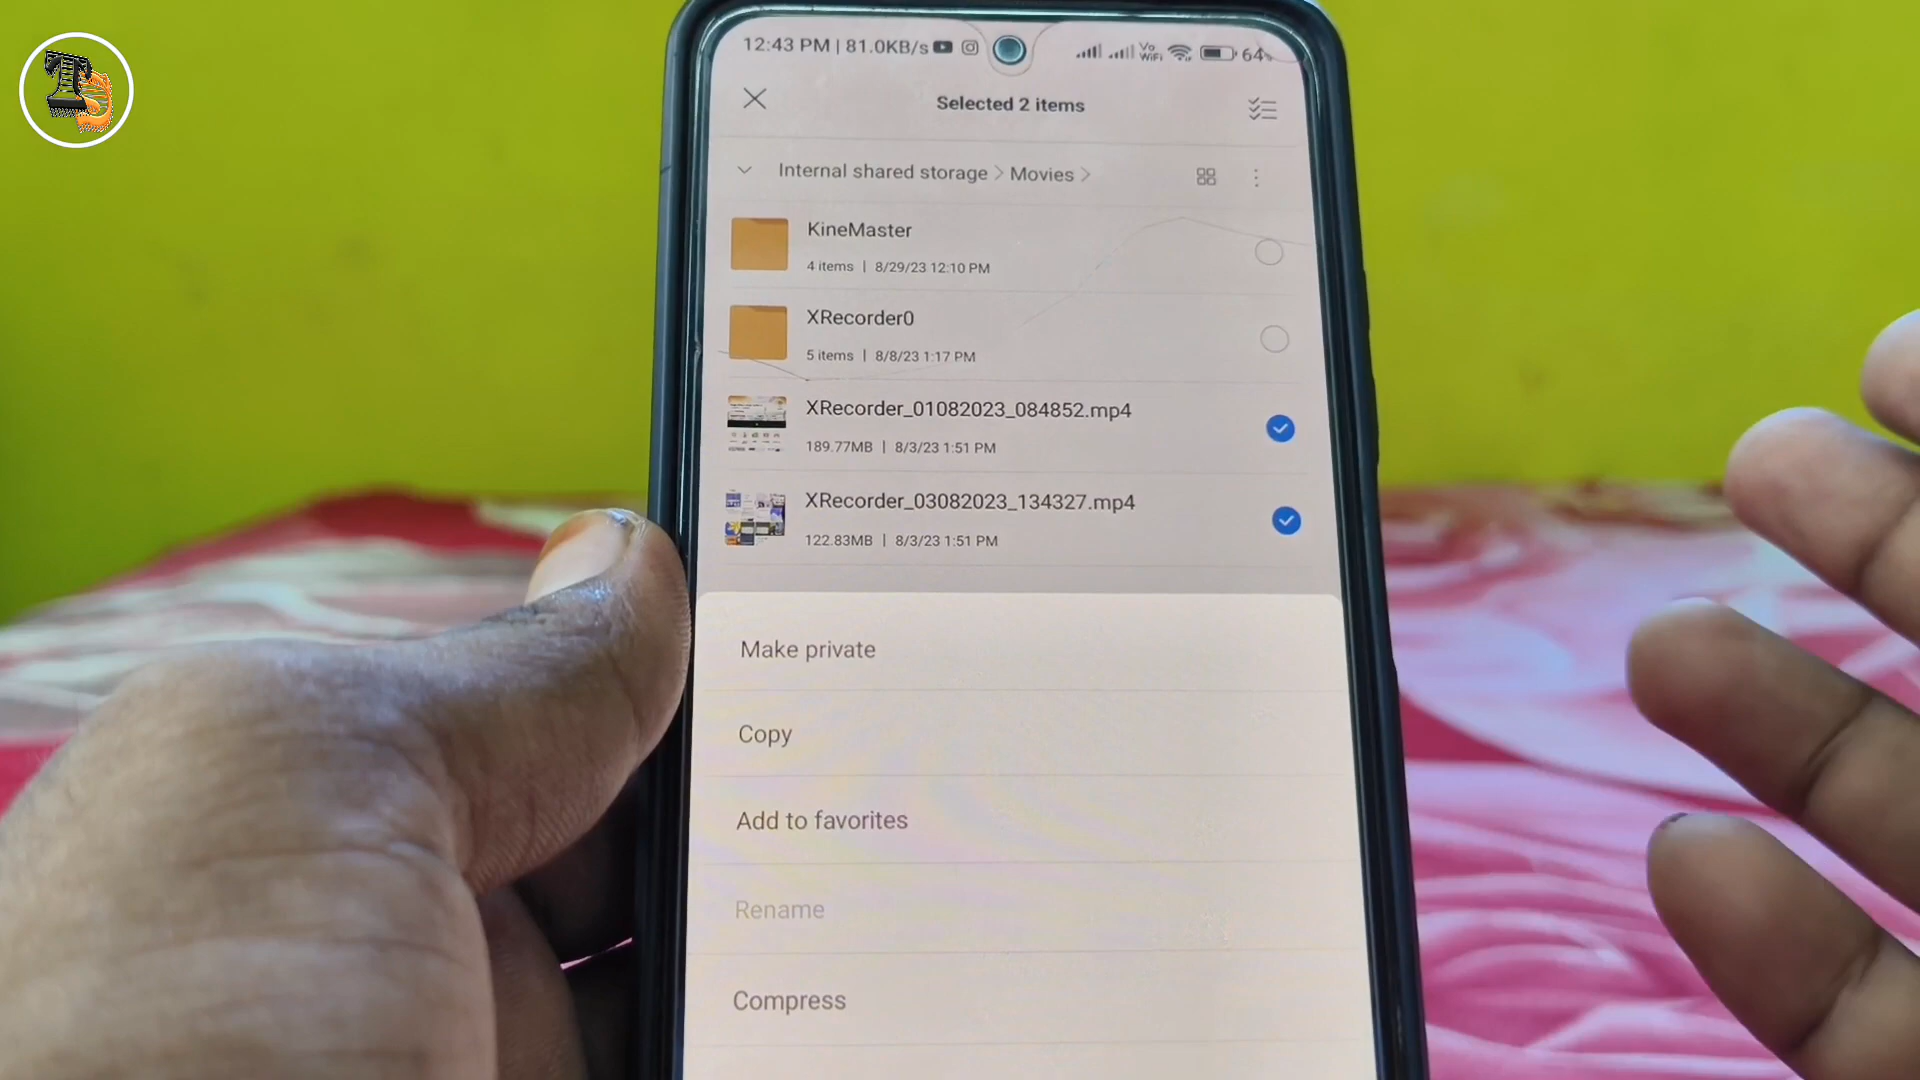 12:43 PM | 81.0KB/s
Vo WiFi 64%
Selected 2 items
Internal shared storage > Movies >
KineMaster
4 items | 8/29/23 12:10 PM
XRecorder0
5 items | 8/8/23 1:17 PM
XRecorder_01082023_084852.mp4
189.77MB | 8/3/23 1:51 PM
XRecorder_03082023_134327.mp4
122.83MB | 8/3/23 1:51 PM
Make private
Copy
Add to favorites
Rename
Compress